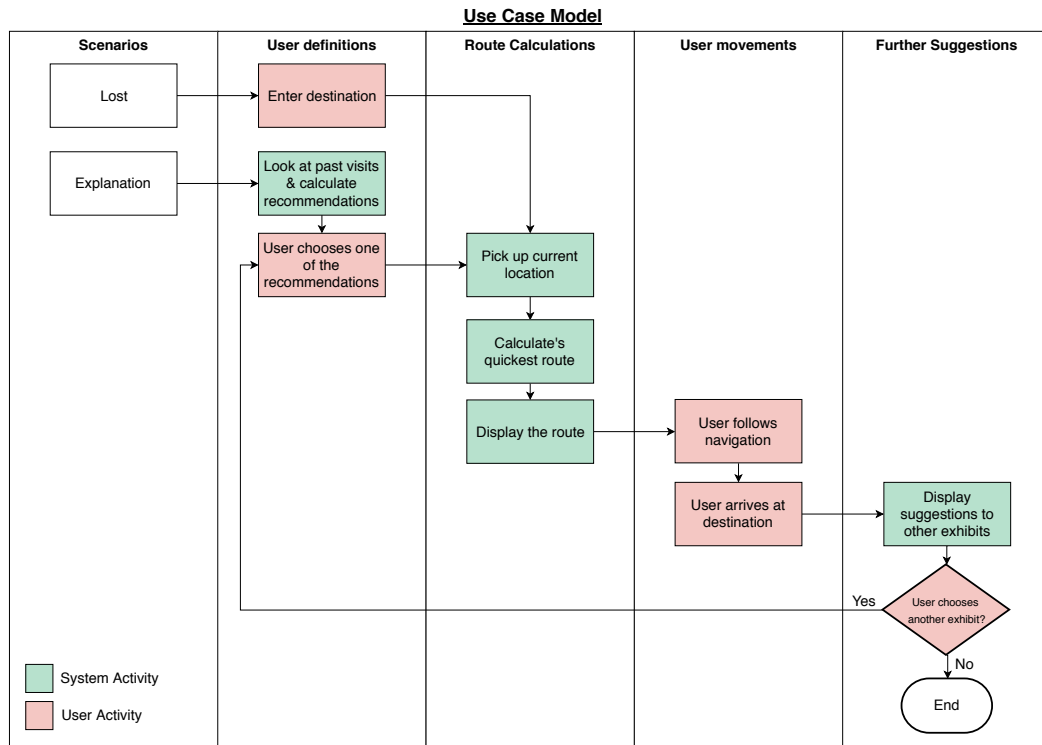 Use Case Model
Scenarios
User definitions
Route Calculations
User movements
Further Suggestions
Lost
Enter destination
Explanation
Look at past visits
& calculate
recommendations
User chooses one
of the
recommendations
Pick up current
location
Calculate's
quickest route
Display the route
User follows
navigation
User arrives at
destination
Display
suggestions to
other exhibits
User chooses
another exhibit?
Yes
No
End
System Activity
User Activity